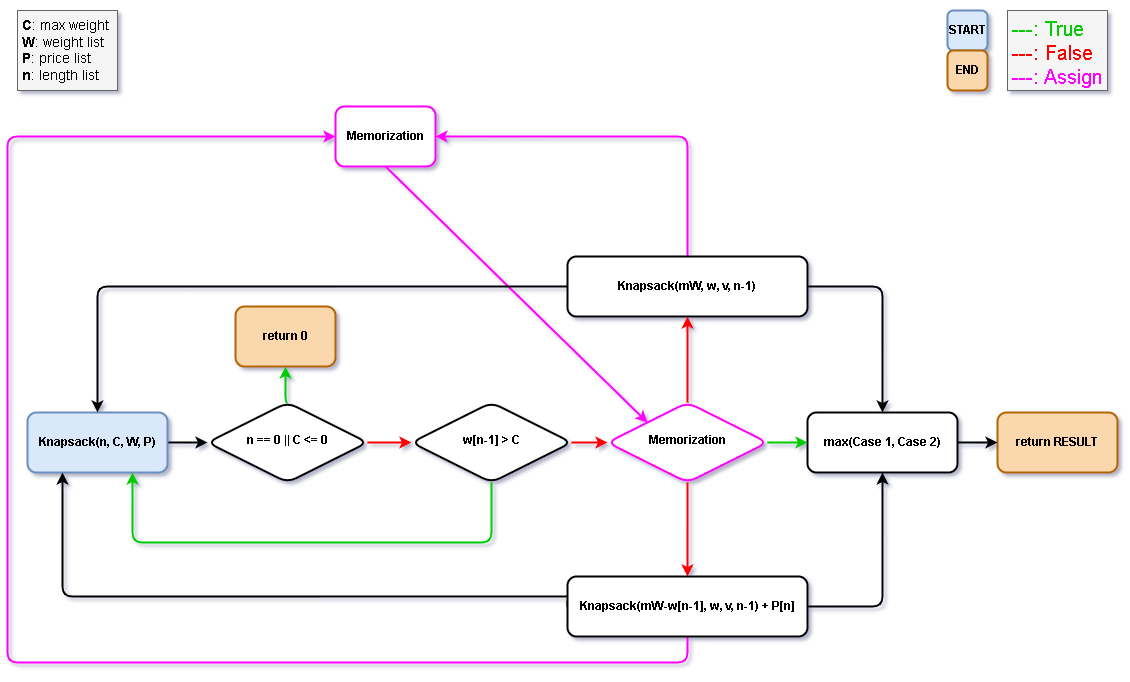 C: max weight
W: weight list
P: price list
n: length list
START
END
---: True
---: False
---: Assign
Memorization
Knapsack(mW, w, v, n-1)
return 0
Knapsack(n, C, W, P)
n == 0 || C <= 0
w[n-1] > C
Memorization
max(Case 1, Case 2)
return RESULT
Knapsack(mW-w[n-1], w, v, n-1) + P[n]